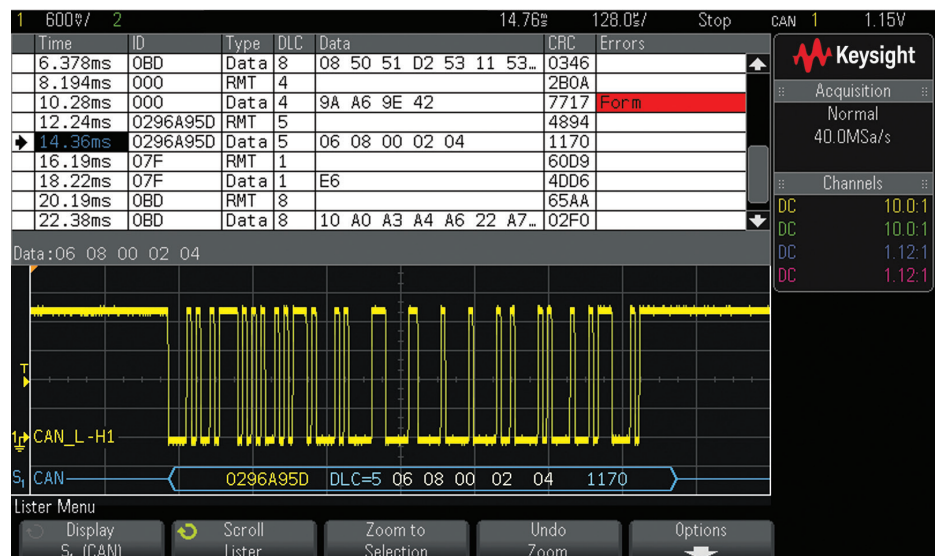 1 600%/ 2 14.76% 128.0%/ Stop CAN 1 1.15V
Time ID Type DLC Data CRC Errors
6.378ms 0BD Data 8 08 50 51 D2 53 11 53… 0346
8.194ms 000 RMT 4 2B0A
10.28ms 000 Data 4 9A A6 9E 42 7717 Form
12.24ms 0296A95D RMT 5 4894
14.36ms 0296A95D Data 5 06 08 00 02 04 1170
16.19ms 07F RMT 1 60D9
18.22ms 07F Data 1 E6 4DD6
20.19ms 0BD RMT 8 65AA
22.38ms 0BD Data 8 10 A0 A3 A4 A6 22 A7… 02F0
Data:06 08 00 02 04
Keysight
Acquisition
Normal
40.0MSa/s
Channels
DC 10.0:1
DC 10.0:1
DC 1.12:1
DC 1.12:1
T
1 CAN_L-H1
S1 CAN 0296A95D DLC=5 06 08 00 02 04 1170
Lister Menu
Display Scroll Zoom to Undo Options
S1 (CAN) Lister Selection Zoom